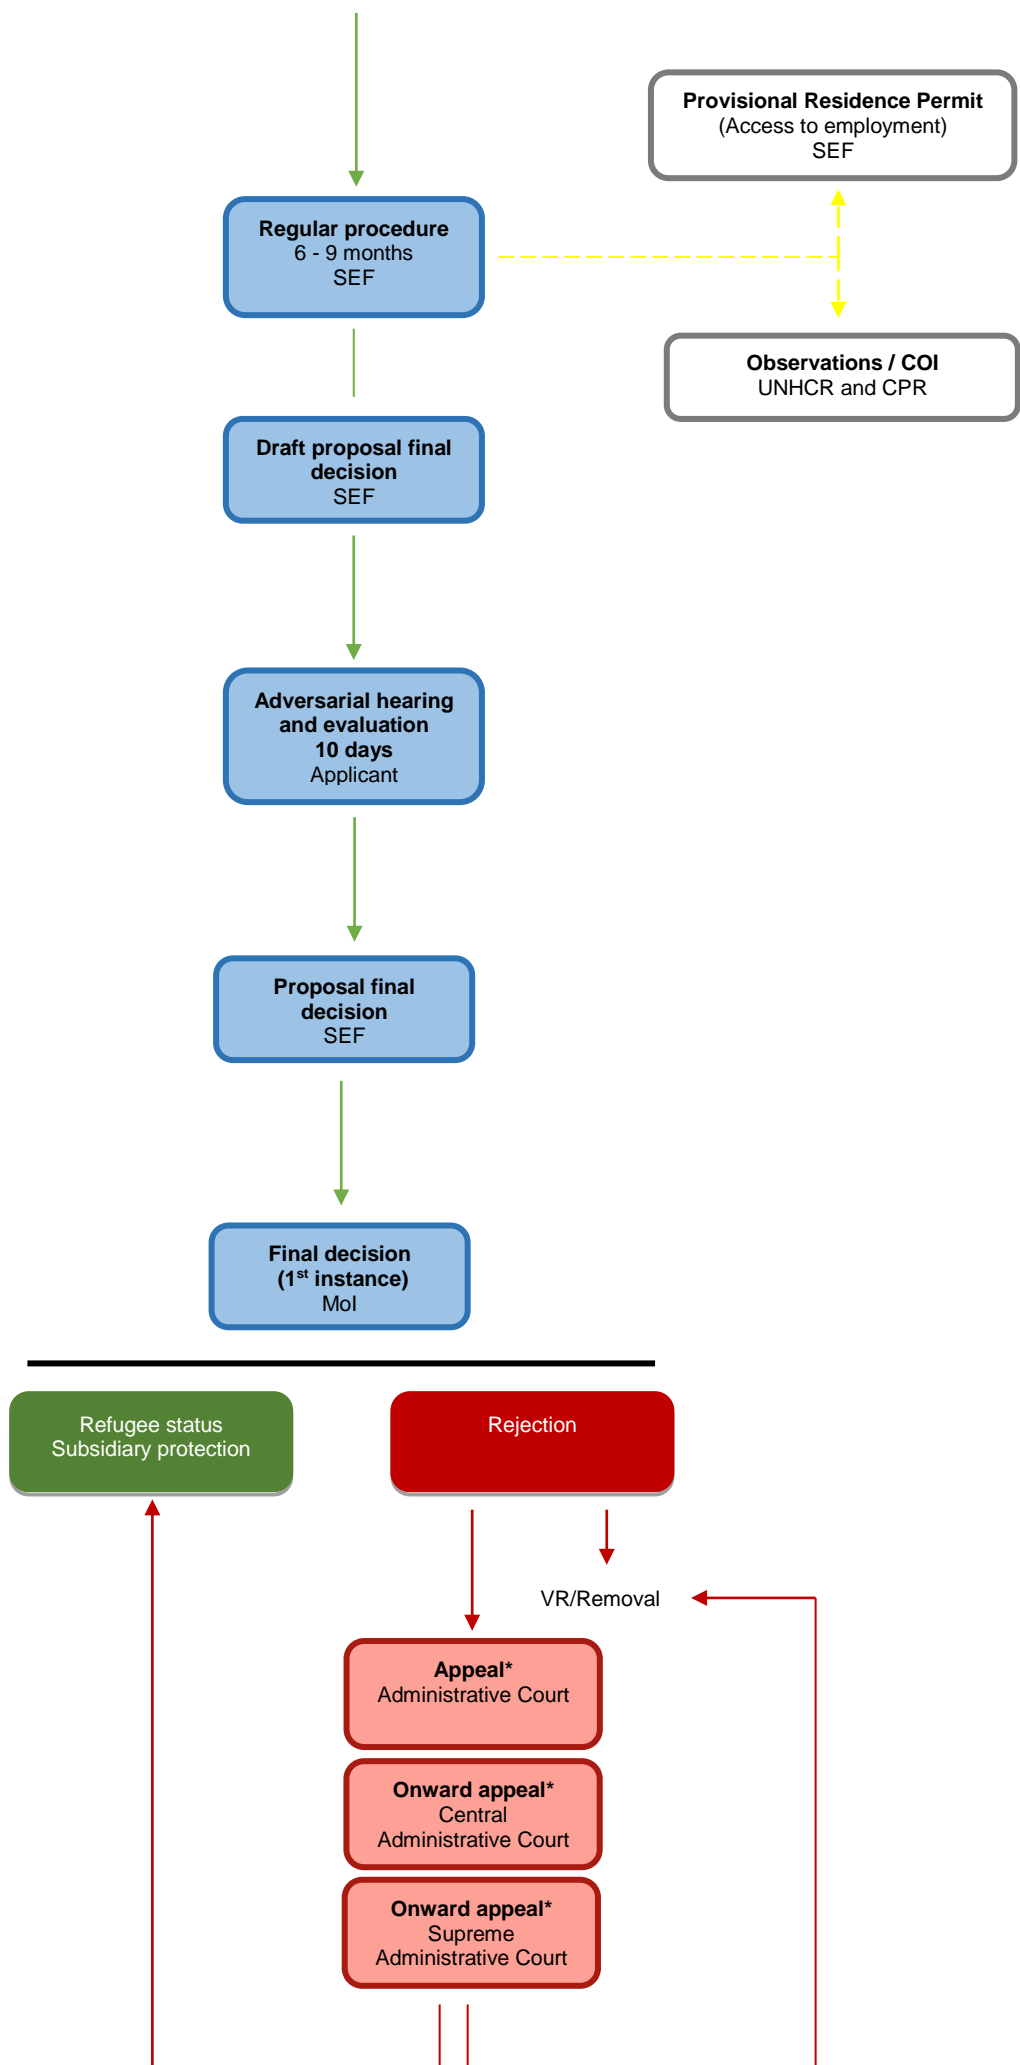 Provisional Residence Permit
(Access to employment)
SEF
Regular procedure
6 - 9 months
SEF
Observations / COI
UNHCR and CPR
Draft proposal final
decision
SEF
Adversarial hearing
and evaluation
10 days
Applicant
Proposal final
decision
SEF
Final decision
(1st instance)
MoI
Refugee status
Subsidiary protection
Rejection
VR/Removal
Appeal*
Administrative Court
Onward appeal*
Central
Administrative Court
Onward appeal*
Supreme
Administrative Court